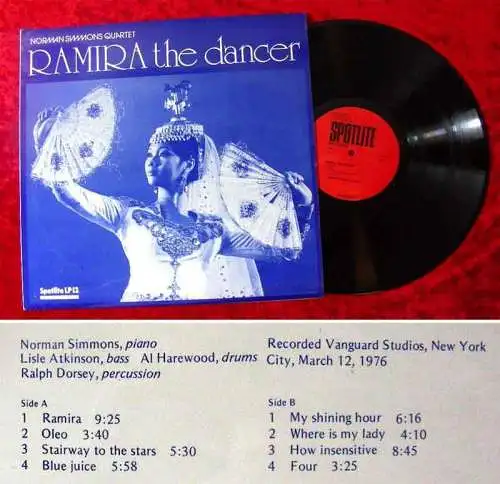 NORMAN SIMMONS QUARTET
RAMIRA the dancer
SPOTLITE
Spotlite LP12
Norman Simmons, piano
Lisle Atkinson, bass Al Harewood, drums
Ralph Dorsey, percussion
Recorded Vanguard Studios, New York
City, March 12, 1976
Side A
1 Ramira 9:25
2 Oleo 3:40
3 Stairway to the stars 5:30
4 Blue juice 5:58
Side B
1 My shining hour 6:16
2 Where is my lady 4:10
3 How insensitive 8:45
4 Four 3:25